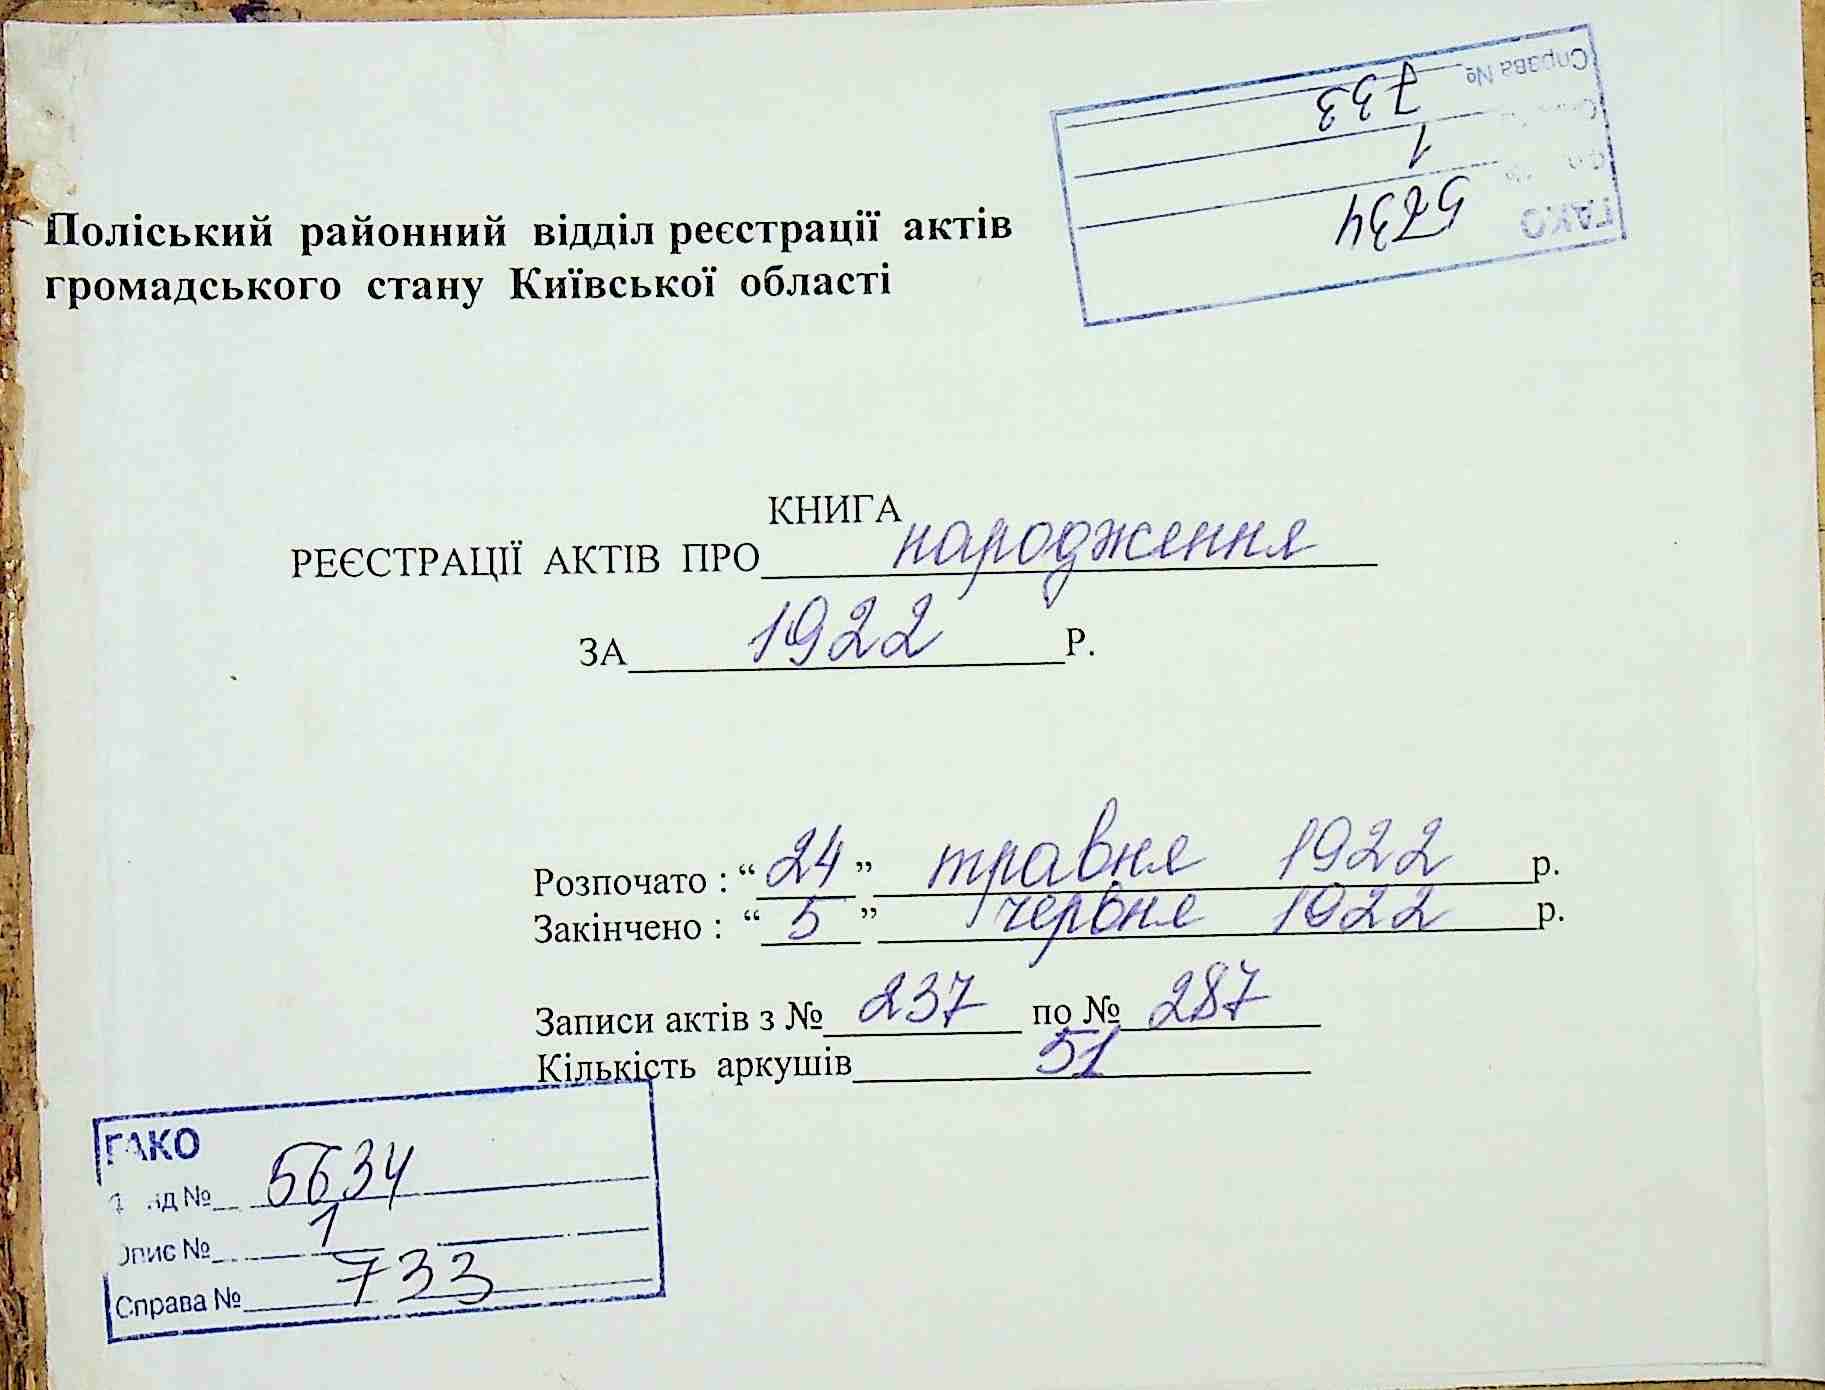 Справа № 733
1
5634
ГАКО
Поліський районний відділ реєстрації актів
громадського стану Київської області
КНИГА
РЕЄСТРАЦІЇ АКТІВ ПРО народження
ЗА 1922 Р.
Розпочато : “ 24 ” травня 1922 р.
Закінчено : “ 5 ” червня 1922 р.
Записи актів з № 237 по № 287
Кількість аркушів 51
ГАКО
№ 5634
Опис № 1
Справа № 733